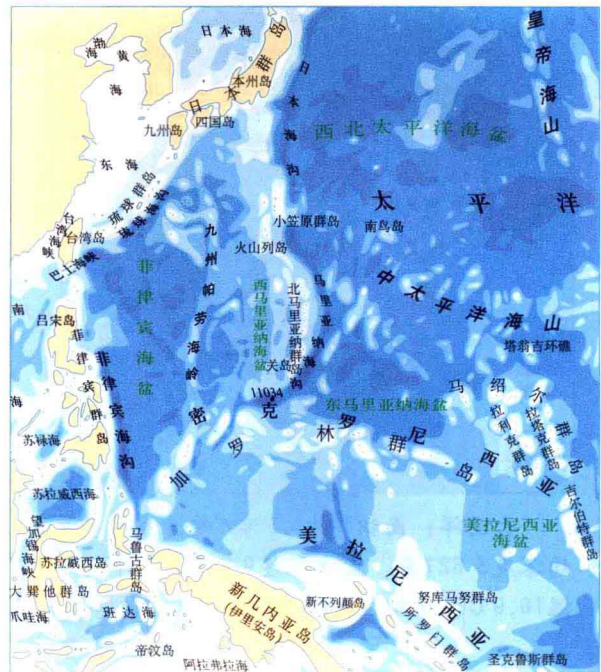 渤海
黄海
日本海
日本群岛
本州岛
四国岛
九州岛
日本海沟
皇帝海山
西北太平洋海盆
太平洋
东海
琉球群岛
琉球海沟
台湾海峡
台湾岛
巴士海峡
小笠原群岛
南鸟岛
火山列岛
九州帕劳海岭
菲律宾海盆
西马里亚纳海盆
北马里亚纳群岛
马里亚纳海沟
中太平洋海山
塔翁吉环礁
南海
吕宋岛
菲律宾群岛
菲律宾海沟
关岛
11034
东马里亚纳海盆
密克罗尼西亚
加罗林群岛
马绍尔群岛
拉利克群岛
拉塔克群岛
吉尔伯特群岛
苏禄海
苏拉威西海
望加锡海峡
苏拉威西岛
马鲁古群岛
大巽他群岛
爪哇海
班达海
帝汶岛
阿拉弗拉海
新几内亚岛
(伊里安岛)
新不列颠岛
美拉尼西亚
美拉尼西亚海盆
努库马努群岛
所罗门群岛
圣克鲁斯群岛